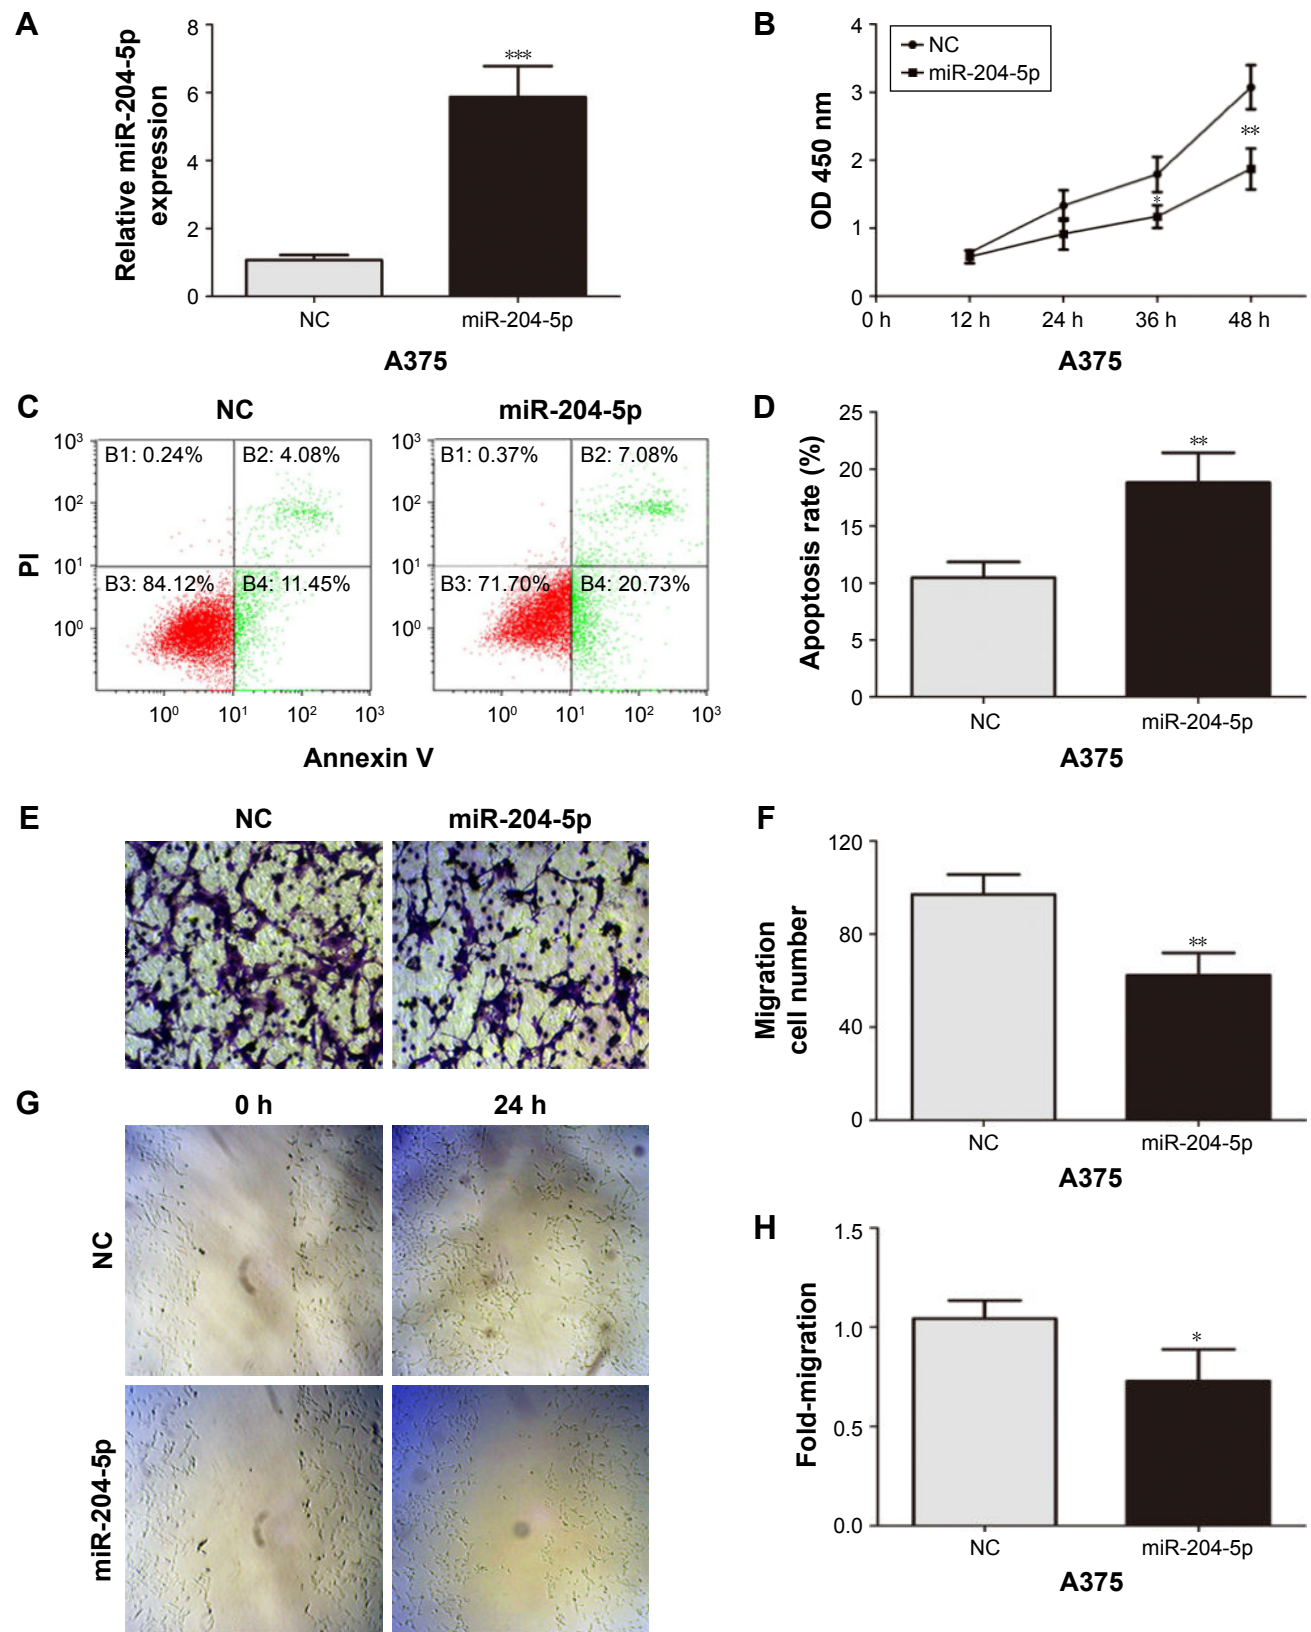 A
Relative miR-204-5p
expression
8
6
4
2
0
***
NC
miR-204-5p
A375
B
OD 450 nm
4
3
2
1
0
NC
miR-204-5p
*
**
0 h
12 h
24 h
36 h
48 h
A375
C
NC
miR-204-5p
PI
10³
10²
10¹
10⁰
B1: 0.24%
B2: 4.08%
B3: 84.12%
B4: 11.45%
10⁰
10¹
10²
10³
10³
10²
10¹
10⁰
B1: 0.37%
B2: 7.08%
B3: 71.70%
B4: 20.73%
10⁰
10¹
10²
10³
Annexin V
D
Apoptosis rate (%)
25
20
15
10
5
0
**
NC
miR-204-5p
A375
E
NC
miR-204-5p
F
Migration
cell number
120
80
40
0
**
NC
miR-204-5p
A375
G
0 h
24 h
NC
miR-204-5p
H
Fold-migration
1.5
1.0
0.5
0.0
*
NC
miR-204-5p
A375